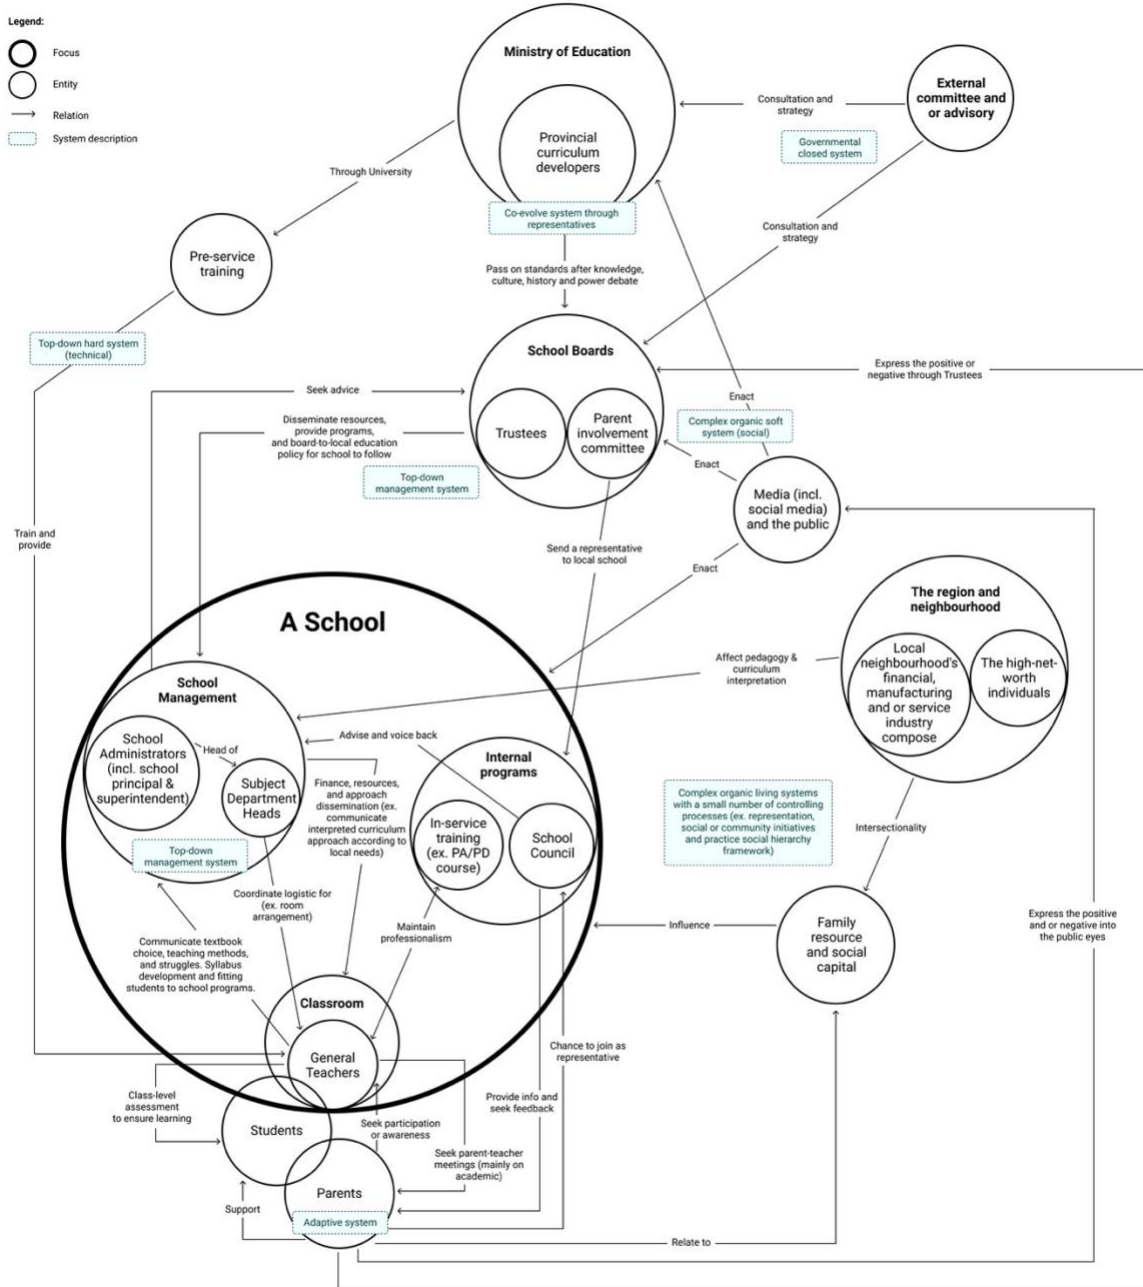 Legend:
Focus
Entity
Relation
System description
Ministry of Education
Provincial
curriculum
developers
Co-evolve system through
representatives
External
committee and
or advisory
Consultation and
strategy
Governmental
closed system
Through University
Consultation and
strategy
Pre-service
training
Pass on standards after knowledge,
culture, history and power debate
Top-down hard system
(technical)
School Boards
Trustees
Parent
involvement
committee
Express the positive or
negative through Trustees
Seek advice
Disseminate resources,
provide programs,
and board-to-local education
policy for school to follow
Top-down
management system
Enact
Complex organic soft
system (social)
Enact
Media (incl.
social media)
and the public
Train and
provide
Send a representative
to local school
Enact
A School
The region and
neighbourhood
Local
neighbourhood's
financial,
manufacturing
and or service
industry
compose
The high-net-
worth
individuals
Affect pedagogy &
curriculum
interpretation
School
Management
School
Administrators
(incl. school
principal &
superintendent)
Head of
Subject
Department
Heads
Top-down
management system
Advise and voice back
Finance, resources,
and approach
dissemination (ex.
communicate
interpreted curriculum
approach according to
local needs)
Internal
programs
In-service
training
(ex. PA/PD
course)
School
Council
Complex organic living systems
with a small number of controlling
processes (ex. representation,
social or community initiatives
and practice social hierarchy
framework)
Intersectionality
Coordinate logistic for
(ex. room
arrangement)
Maintain
professionalism
Influence
Family
resource
and social
capital
Express the positive
and or negative into
the public eyes
Communicate textbook
choice, teaching methods,
and struggles. Syllabus
development and fitting
students to school programs.
Classroom
General
Teachers
Chance to join as
representative
Class-level
assessment
to ensure learning
Provide info and
seek feedback
Students
Seek participation
or awareness
Seek parent-teacher
meetings (mainly on
academic)
Parents
Support
Adaptive system
Relate to